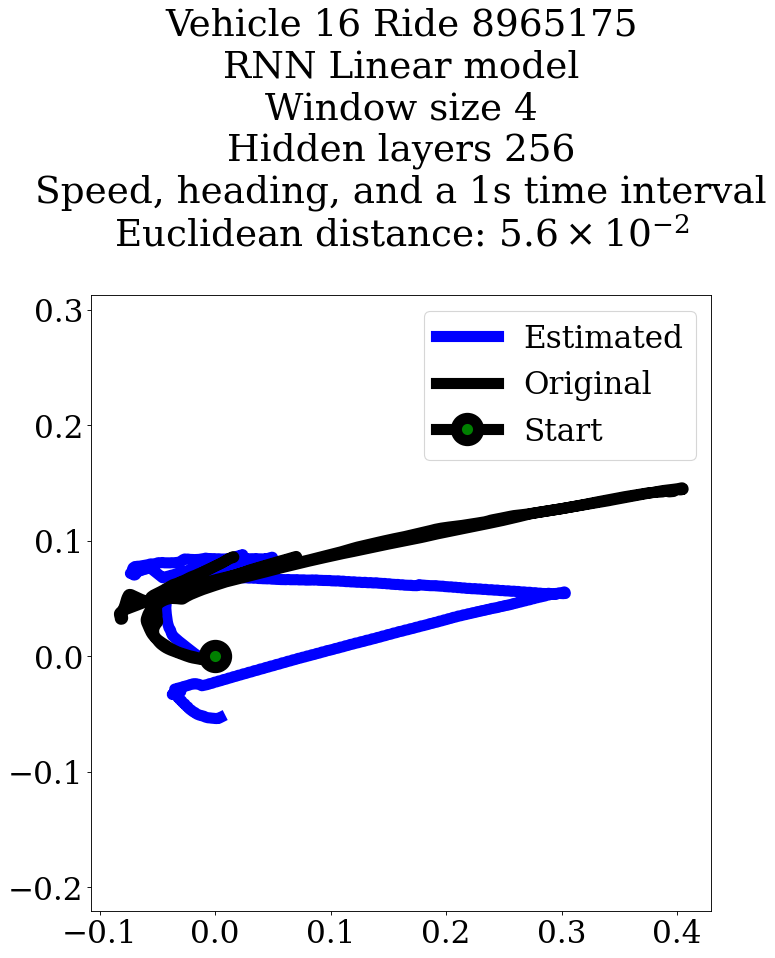 Vehicle 16 Ride 8965175
RNN Linear model
Window size 4
Hidden layers 256
Speed, heading, and a 1s time interval
Euclidean distance: 5.6 × 10⁻²
Estimated
Original
Start
0.3
0.2
0.1
0.0
−0.1
−0.2
−0.1 0.0 0.1 0.2 0.3 0.4